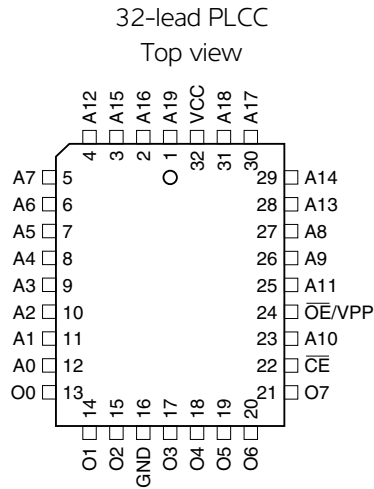 32-lead PLCC
Top view
A12 A15 A16 A19 VCC A18 A17
4 3 2 1 32 31 30
A7 5 29 A14
A6 6 28 A13
A5 7 27 A8
A4 8 26 A9
A3 9 25 A11
A2 10 24 OE/VPP
A1 11 23 A10
A0 12 22 CE
O0 13 21 O7
14 15 16 17 18 19 20
O1 O2 GND O3 O4 O5 O6